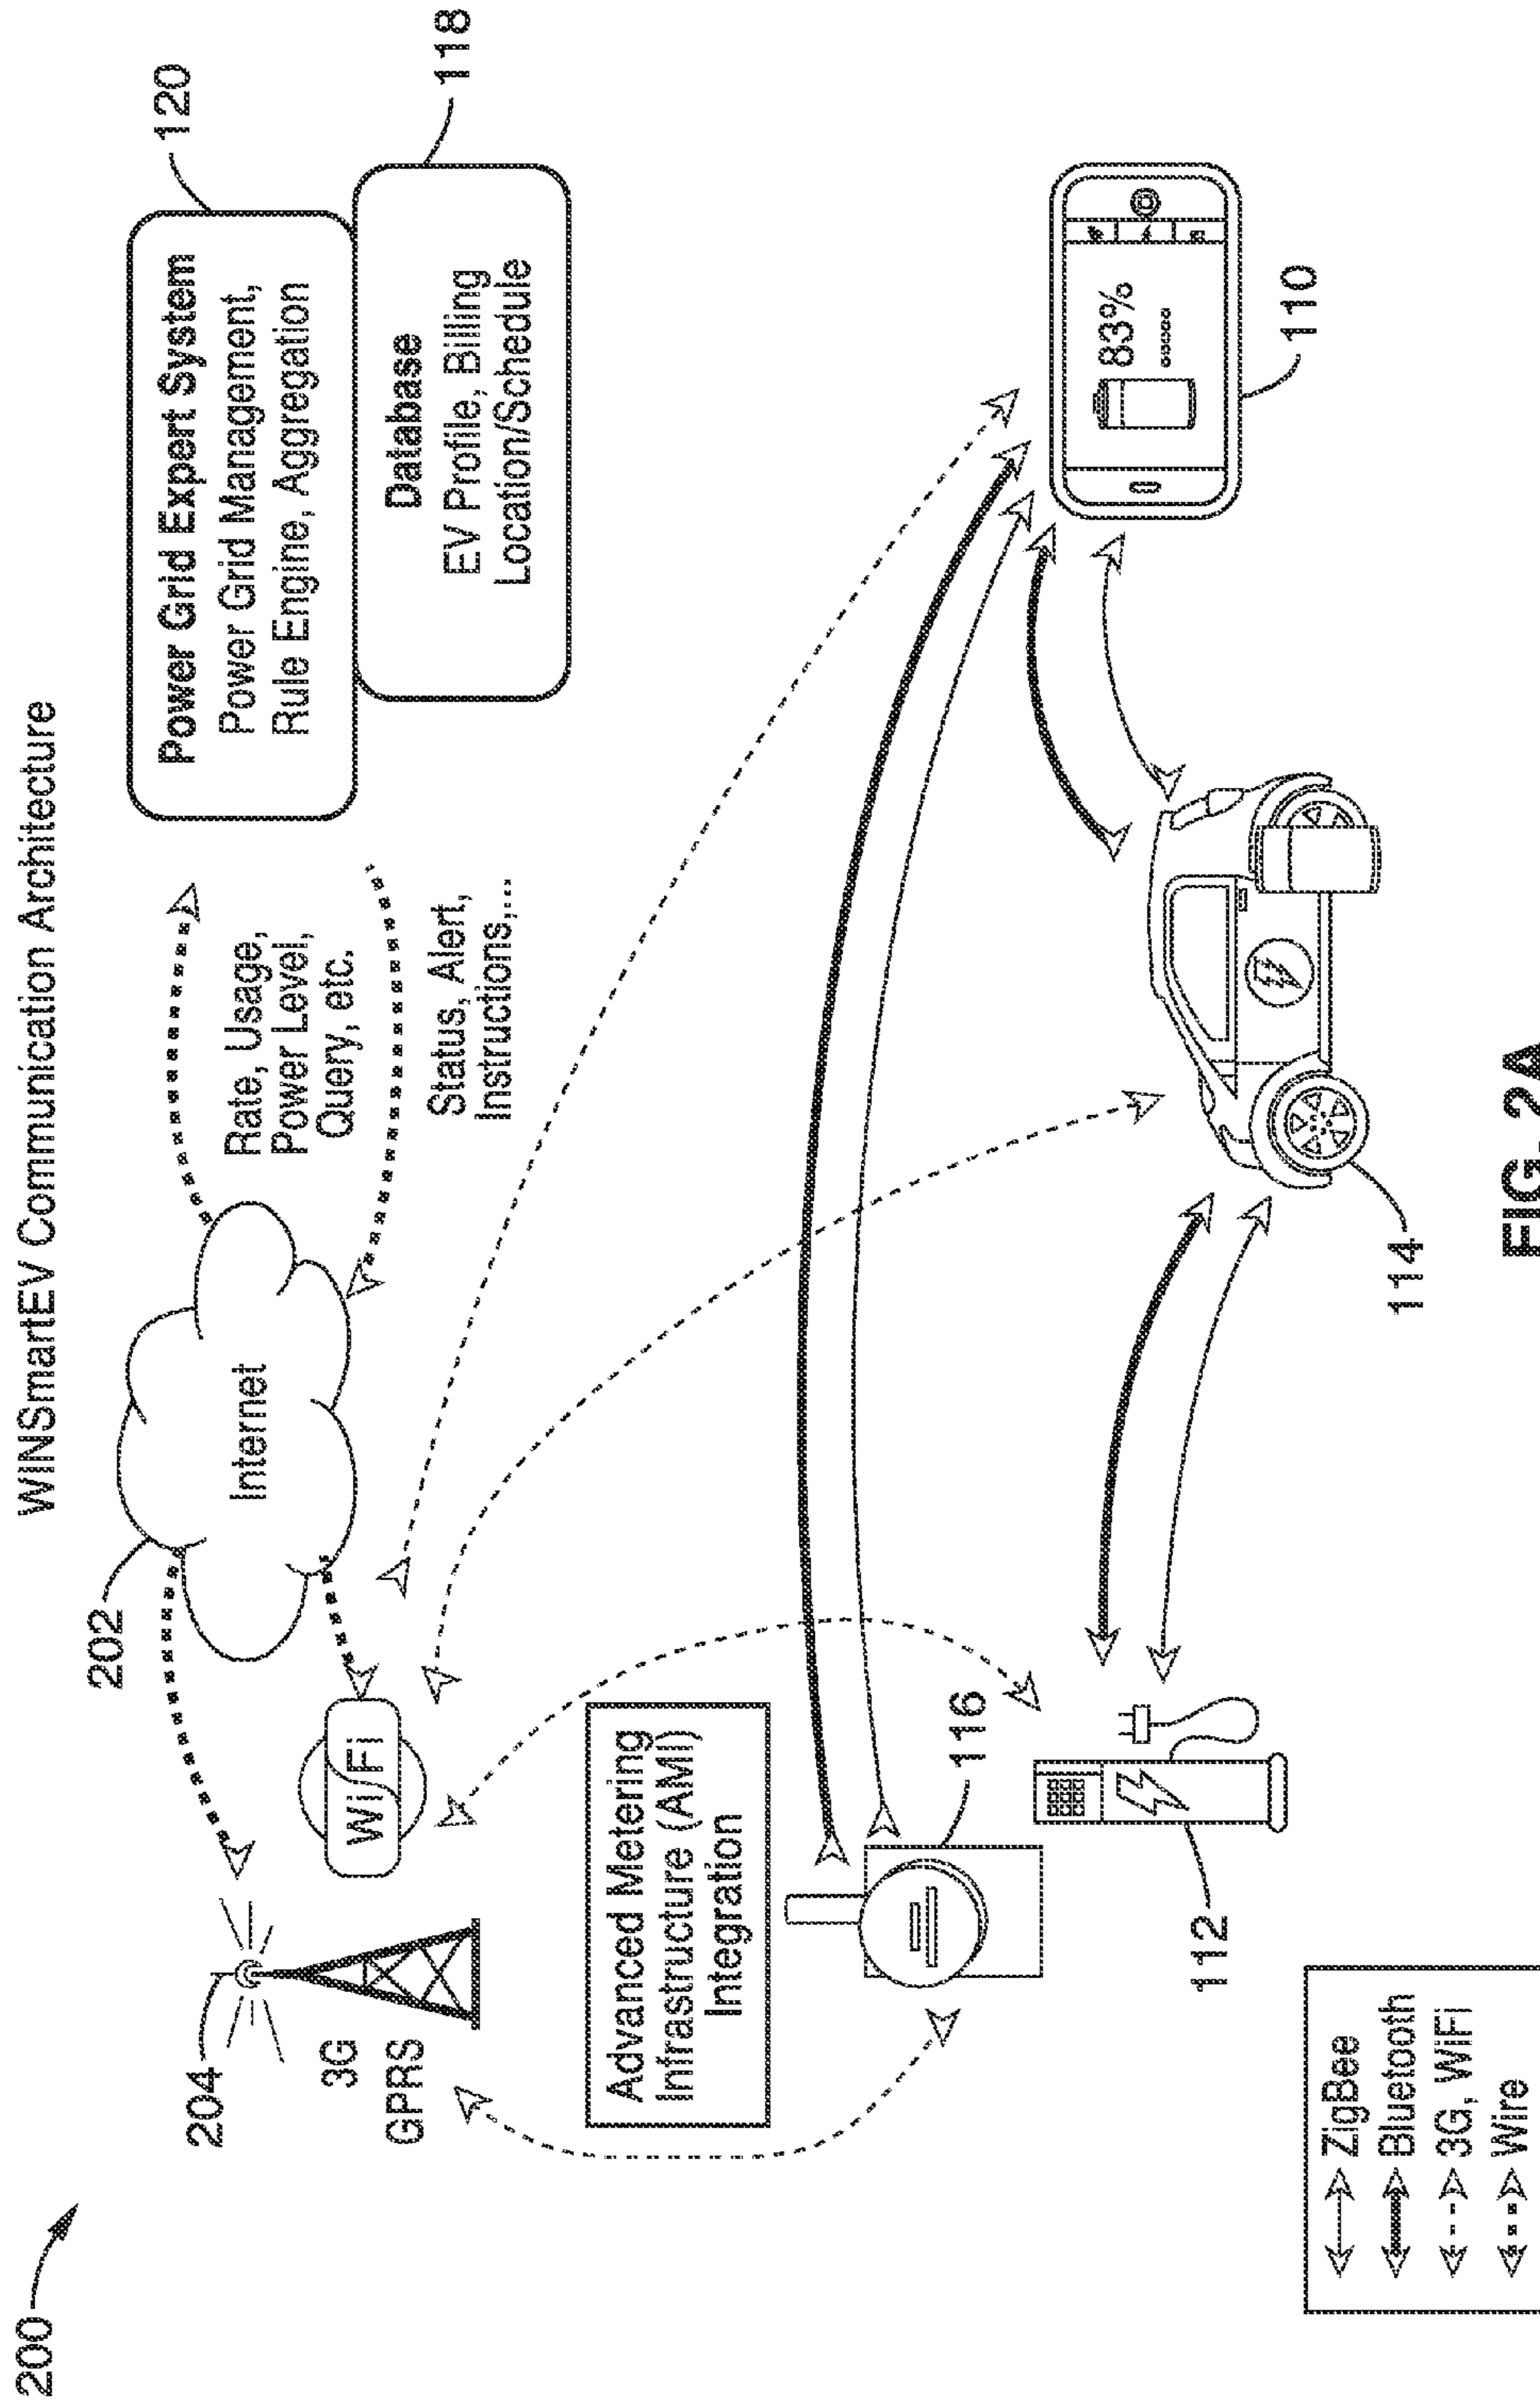 WINSmartEV Communication Architecture
200
204
3G
GPRS
WiFi
202
Internet
Rate, Usage,
Power Level,
Query, etc.
Status, Alert,
Instructions,...
Power Grid Expert System
Power Grid Management,
Rule Engine, Aggregation
120
Database
EV Profile, Billing
Location/Schedule
118
Advanced Metering
Infrastructure (AMI)
Integration
116
112
114
83%
110
ZigBee
Bluetooth
3G, WiFi
Wire
FIG. 2A